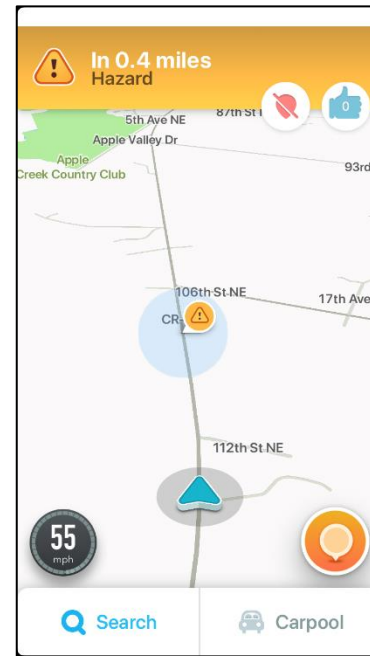 In 0.4 miles
Hazard
0
5th Ave NE
87th St
Apple Valley Dr
Apple
Creek Country Club
93rd
106th St NE
17th Ave
CR-
112th St NE
55
mph
Search
Carpool